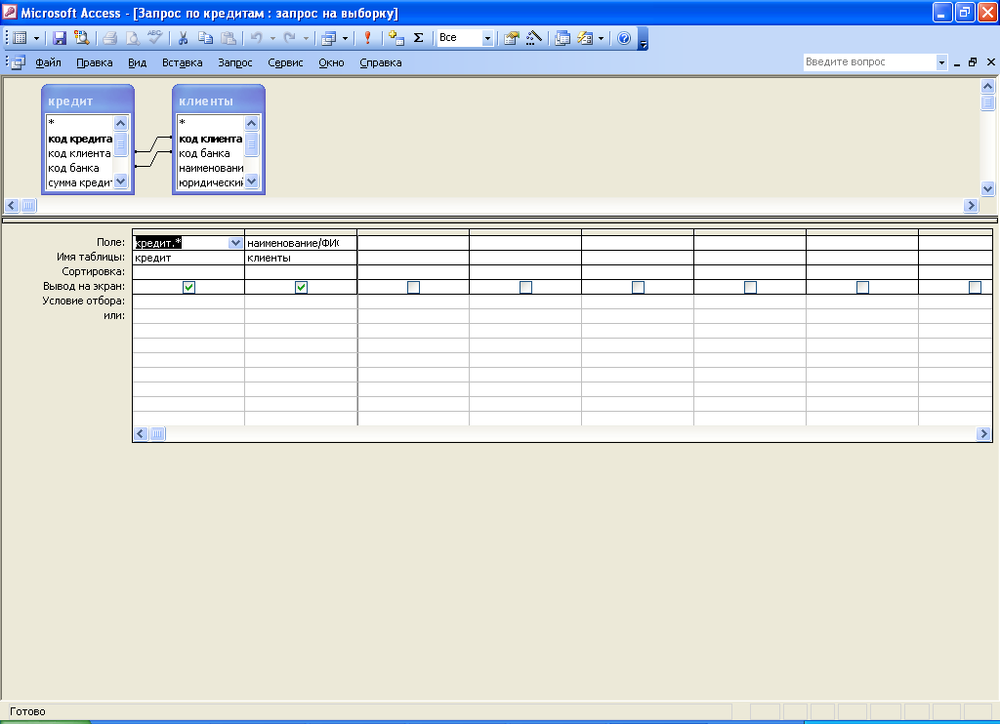 Microsoft Access - [Запрос по кредитам : запрос на выборку]
Все
Файл Правка Вид Вставка Запрос Сервис Окно Справка
Введите вопрос
кредит
*
код кредита
код клиента
код банка
сумма кредит
клиенты
*
код клиента
код банка
наименовани
юридический
Поле: кредит.* наименование/ФИО
Имя таблицы: кредит клиенты
Сортировка:
Вывод на экран:
Условие отбора:
или:
Готово